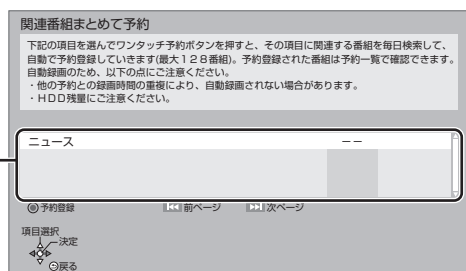 関連番組まとめて予約
下記の項目を選んでワンタッチ予約ボタンを押すと、その項目に関連する番組を毎日検索して、
自動で予約登録していきます(最大128番組)。予約登録された番組は予約一覧で確認できます。
自動録画のため、以下の点にご注意ください。
・他の予約との録画時間の重複により、自動録画されない場合があります。
・HDD残量にご注意ください。
ニュース −−
予約登録 前ページ 次ページ
項目選択
決定
戻る